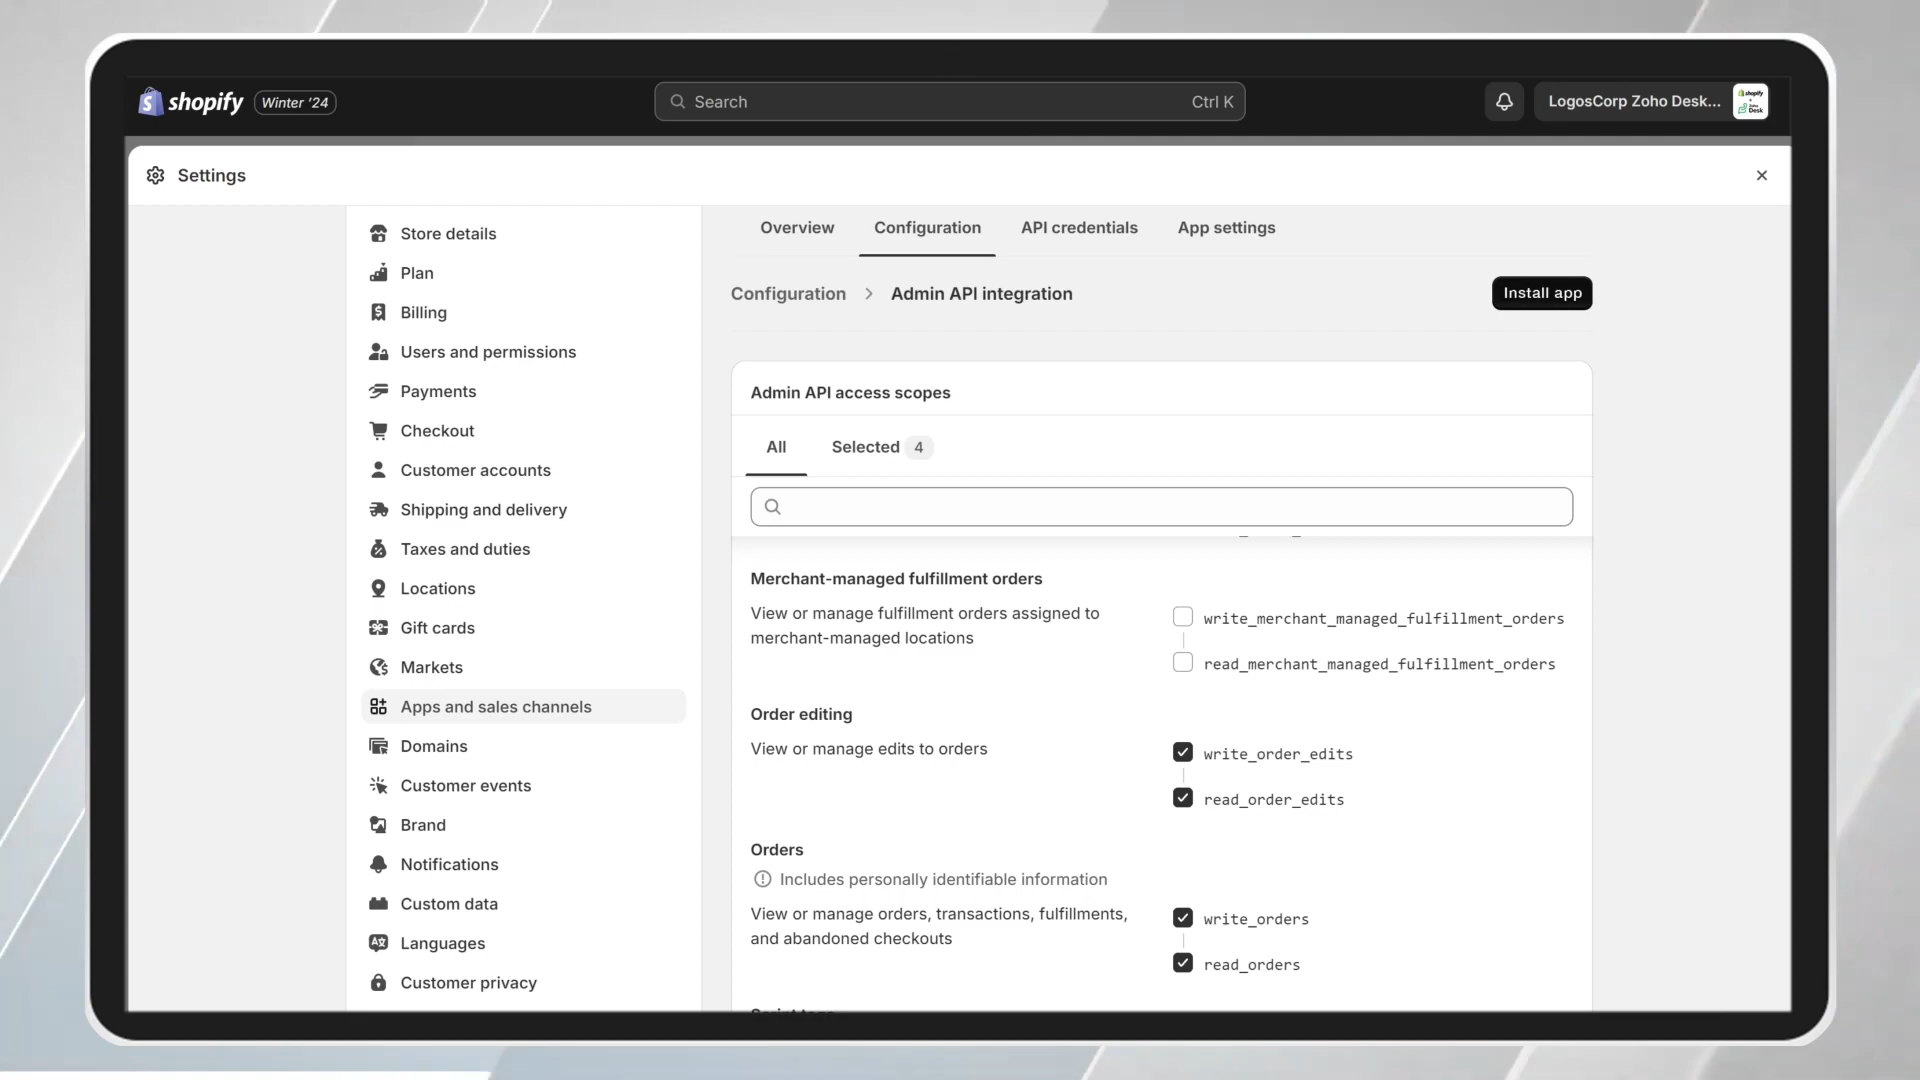 shopify
Winter '24
Search
Ctrl K
LogosCorp Zoho Desk...
shopify
Desk
Settings
Store details
Plan
Billing
Users and permissions
Payments
Checkout
Customer accounts
Shipping and delivery
Taxes and duties
Locations
Gift cards
Markets
Apps and sales channels
Domains
Customer events
Brand
Notifications
Custom data
Languages
Customer privacy
Overview
Configuration
API credentials
App settings
Configuration
Admin API integration
Install app
Admin API access scopes
All
Selected 4
Merchant-managed fulfillment orders
View or manage fulfillment orders assigned to
merchant-managed locations
write_merchant_managed_fulfillment_orders
read_merchant_managed_fulfillment_orders
Order editing
View or manage edits to orders
write_order_edits
read_order_edits
Orders
Includes personally identifiable information
View or manage orders, transactions, fulfillments,
and abandoned checkouts
write_orders
read_orders